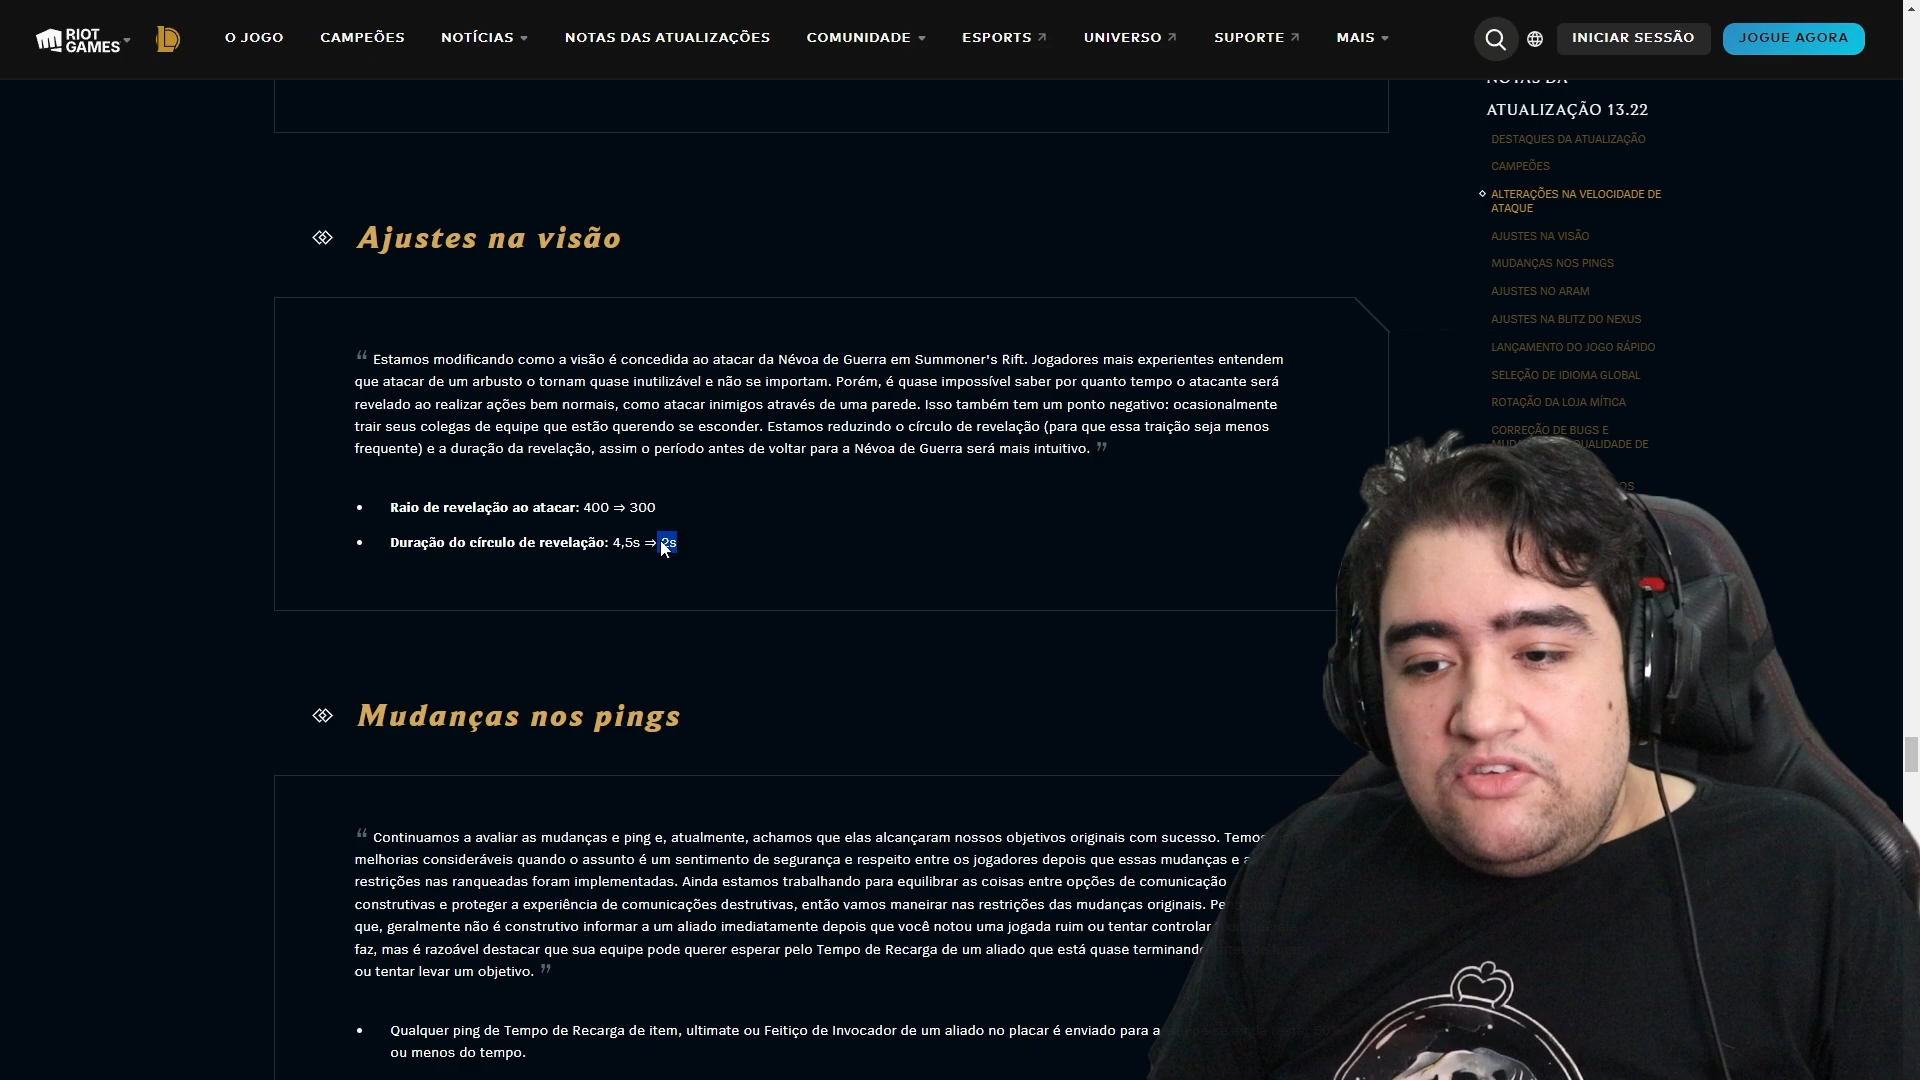 RIOT GAMES
O JOGO
CAMPEÕES
NOTÍCIAS
NOTAS DAS ATUALIZAÇÕES
COMUNIDADE
ESPORTS
UNIVERSO
SUPORTE
MAIS
INICIAR SESSÃO
JOGUE AGORA
NOTAS DA
ATUALIZAÇÃO 13.22
DESTAQUES DA ATUALIZAÇÃO
CAMPEÕES
ALTERAÇÕES NA VELOCIDADE DE
ATAQUE
AJUSTES NA VISÃO
MUDANÇAS NOS PINGS
AJUSTES NO ARAM
AJUSTES NA BLITZ DO NEXUS
LANÇAMENTO DO JOGO RÁPIDO
SELEÇÃO DE IDIOMA GLOBAL
ROTAÇÃO DA LOJA MÍTICA
CORREÇÃO DE BUGS E
Ajustes na visão
“ Estamos modificando como a visão é concedida ao atacar da Névoa de Guerra em Summoner's Rift. Jogadores mais experientes entendem
que atacar de um arbusto o tornam quase inutilizável e não se importam. Porém, é quase impossível saber por quanto tempo o atacante será
revelado ao realizar ações bem normais, como atacar inimigos através de uma parede. Isso também tem um ponto negativo: ocasionalmente
trair seus colegas de equipe que estão querendo se esconder. Estamos reduzindo o círculo de revelação (para que essa traição seja menos
frequente) e a duração da revelação, assim o período antes de voltar para a Névoa de Guerra será mais intuitivo. ”
• Raio de revelação ao atacar: 400 ⇒ 300
• Duração do círculo de revelação: 4,5s ⇒ 2s
Mudanças nos pings
“ Continuamos a avaliar as mudanças e ping e, atualmente, achamos que elas alcançaram nossos objetivos originais com sucesso. Temos
melhorias consideráveis quando o assunto é um sentimento de segurança e respeito entre os jogadores depois que essas mudanças e
restrições nas ranqueadas foram implementadas. Ainda estamos trabalhando para equilibrar as coisas entre opções de comunicação
construtivas e proteger a experiência de comunicações destrutivas, então vamos maneirar nas restrições das mudanças originais.
que, geralmente não é construtivo informar a um aliado imediatamente depois que você notou uma jogada ruim ou tentar controlar
faz, mas é razoável destacar que sua equipe pode querer esperar pelo Tempo de Recarga de um aliado que está quase terminando
ou tentar levar um objetivo. ”
• Qualquer ping de Tempo de Recarga de item, ultimate ou Feitiço de Invocador de um aliado no placar é enviado para a
ou menos do tempo.